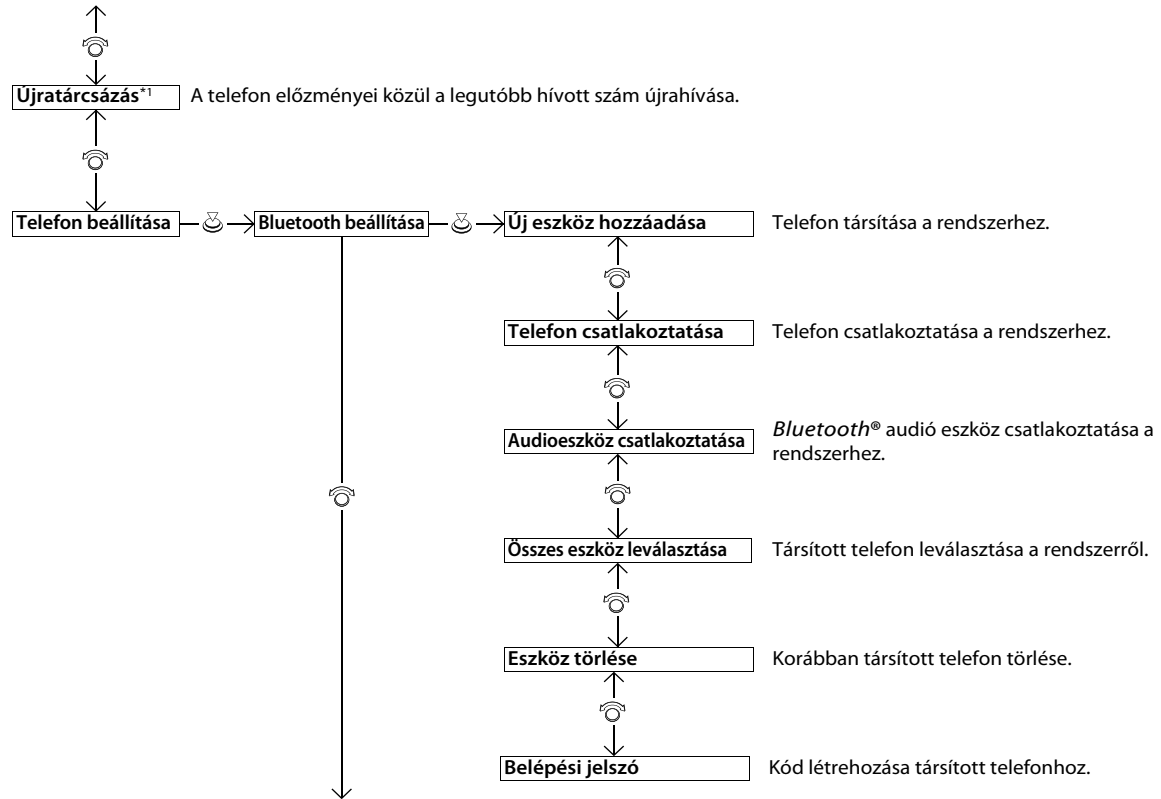 Újratárcsázás*1 A telefon előzményei közül a legutóbb hívott szám újrahívása.
Telefon beállítása Bluetooth beállítása Új eszköz hozzáadása Telefon társítása a rendszerhez.
Telefon csatlakoztatása Telefon csatlakoztatása a rendszerhez.
Audioeszköz csatlakoztatása Bluetooth® audió eszköz csatlakoztatása a
rendszerhez.
Összes eszköz leválasztása Társított telefon leválasztása a rendszerről.
Eszköz törlése Korábban társított telefon törlése.
Belépési jelszó Kód létrehozása társított telefonhoz.